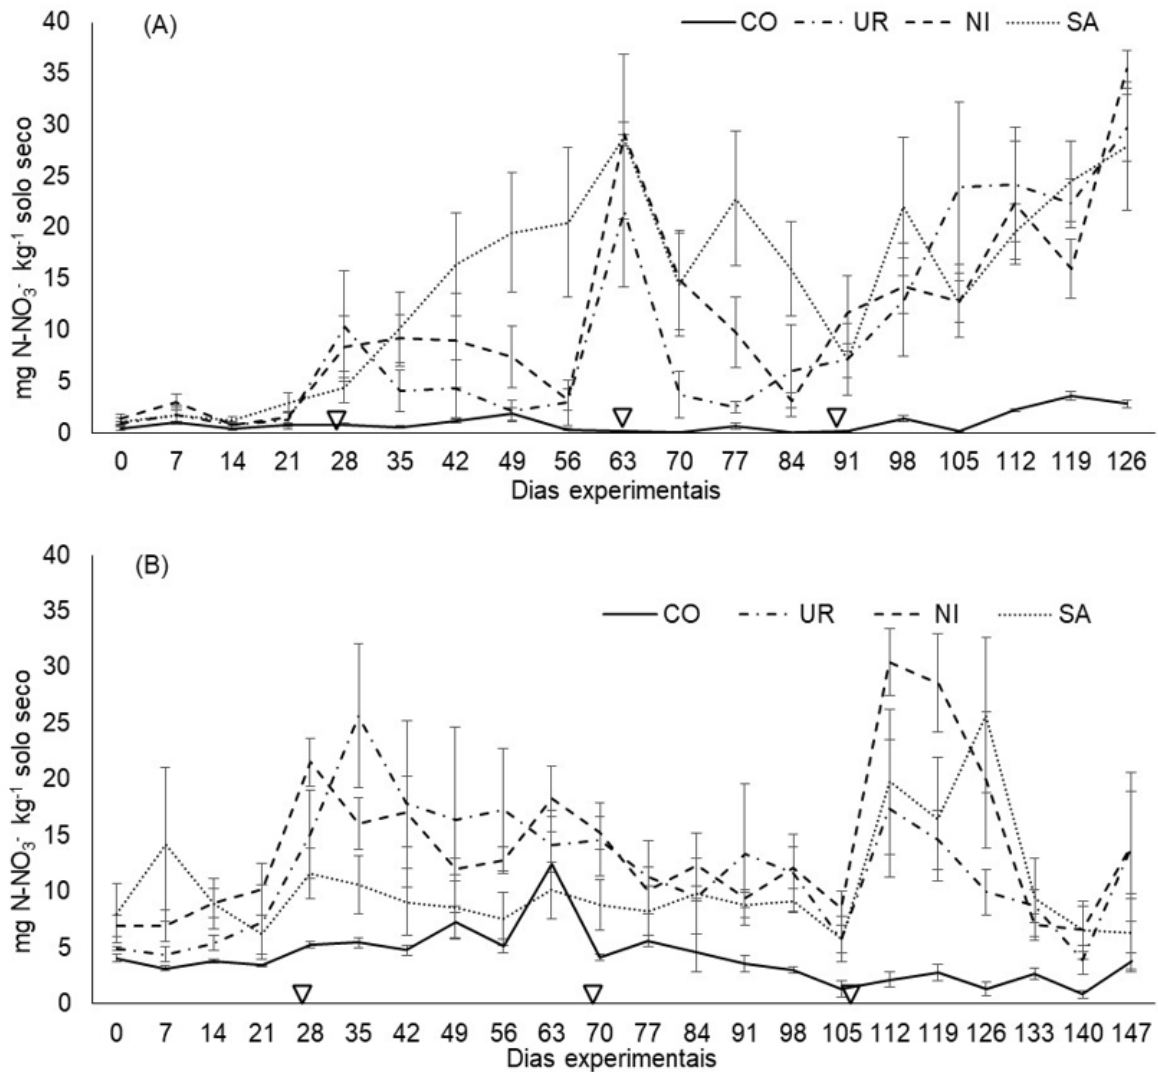 (A)
CO UR NI SA
mg N-NO₃⁻ kg⁻¹ solo seco
40
35
30
25
20
15
10
5
0
0 7 14 21 28 35 42 49 56 63 70 77 84 91 98 105 112 119 126
Dias experimentais
(B)
CO UR NI SA
mg N-NO₃⁻ kg⁻¹ solo seco
40
35
30
25
20
15
10
5
0
0 7 14 21 28 35 42 49 56 63 70 77 84 91 98 105 112 119 126 133 140 147
Dias experimentais